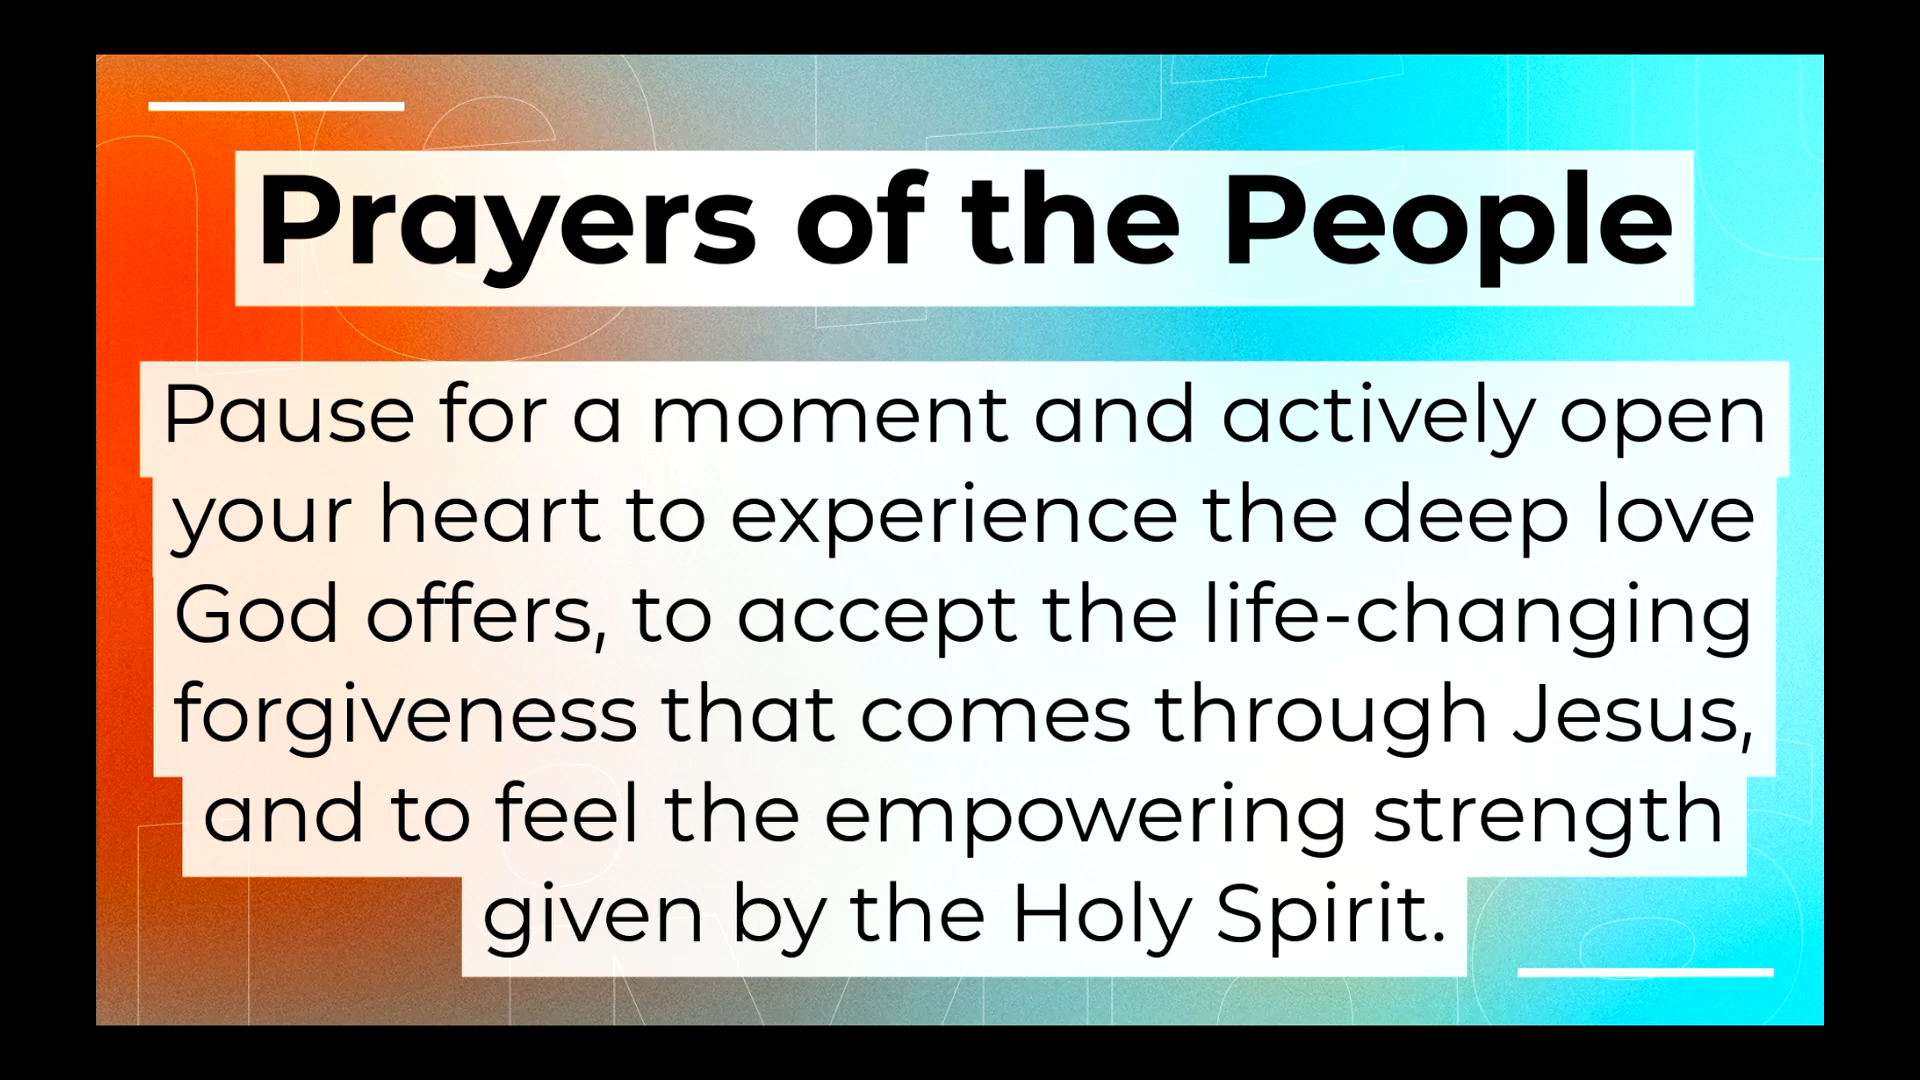 Prayers of the People
Pause for a moment and actively open
your heart to experience the deep love
God offers, to accept the life-changing
forgiveness that comes through Jesus,
and to feel the empowering strength
given by the Holy Spirit.